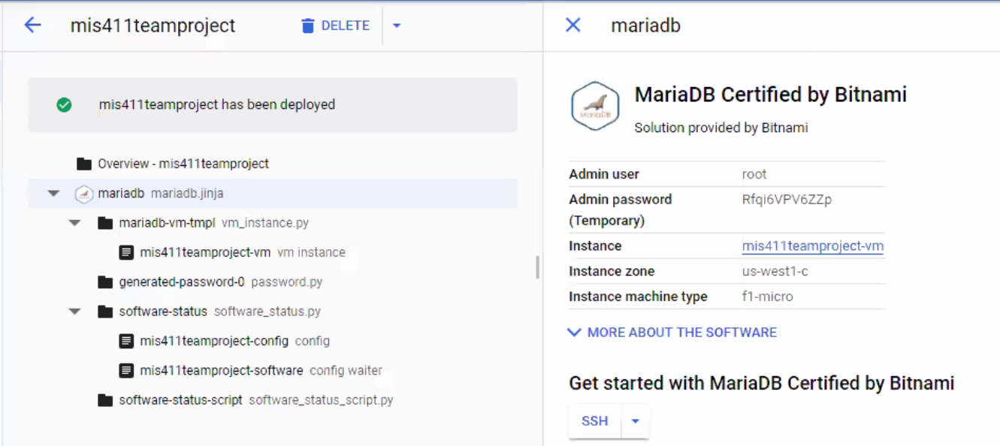 mis411teamproject
DELETE
mis411teamproject has been deployed
Overview - mis411teamproject
mariadb mariadb.jinja
mariadb-vm-tmpl vm_instance.py
mis411teamproject-vm vm instance
generated-password-0 password.py
software-status software_status.py
mis411teamproject-config config
mis411teamproject-software config waiter
software-status-script software_status_script.py
mariadb
MariaDB
MariaDB Certified by Bitnami
Solution provided by Bitnami
Admin user root
Admin password Rfqi6VPV6ZZp
(Temporary)
Instance mis411teamproject-vm
Instance zone us-west1-c
Instance machine type f1-micro
MORE ABOUT THE SOFTWARE
Get started with MariaDB Certified by Bitnami
SSH